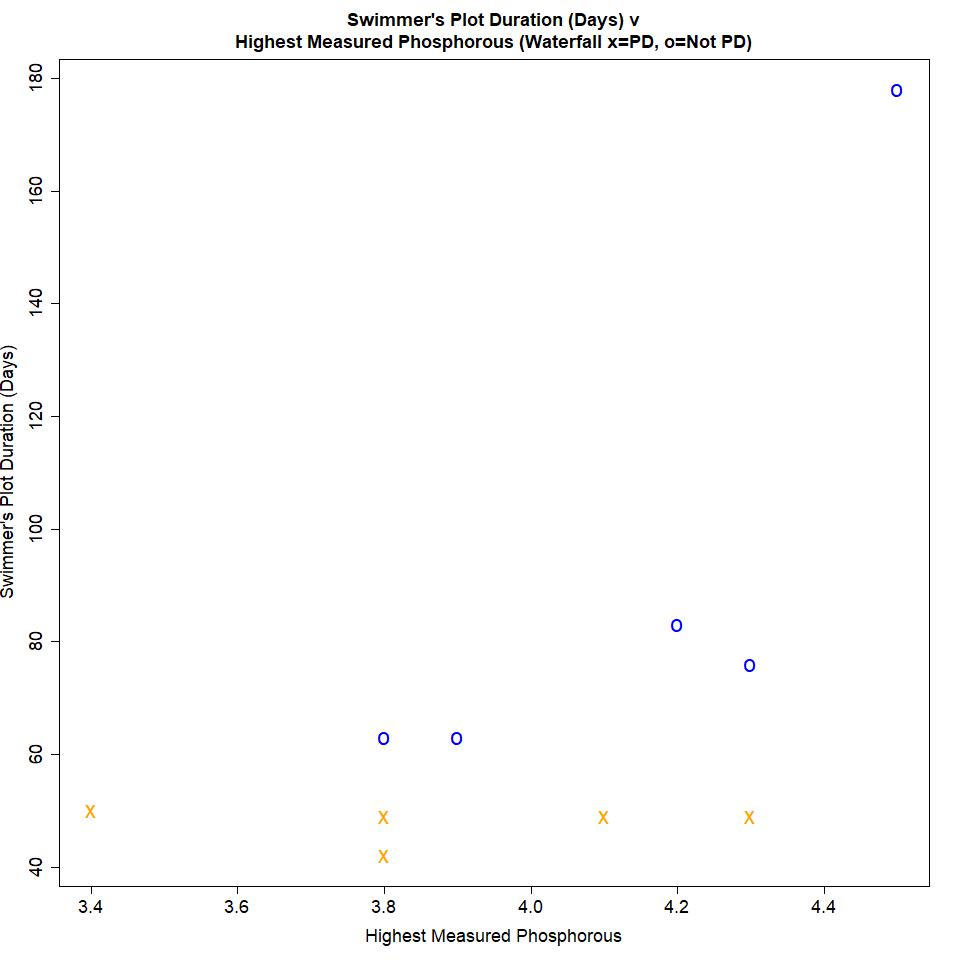 Swimmer's Plot Duration (Days) v
Highest Measured Phosphorous (Waterfall x=PD, o=Not PD)
Swimmer's Plot Duration (Days)
180
160
140
120
100
80
60
40
o
o
o
o
o
x
x
x
x
x
3.4 3.6 3.8 4.0 4.2 4.4
Highest Measured Phosphorous